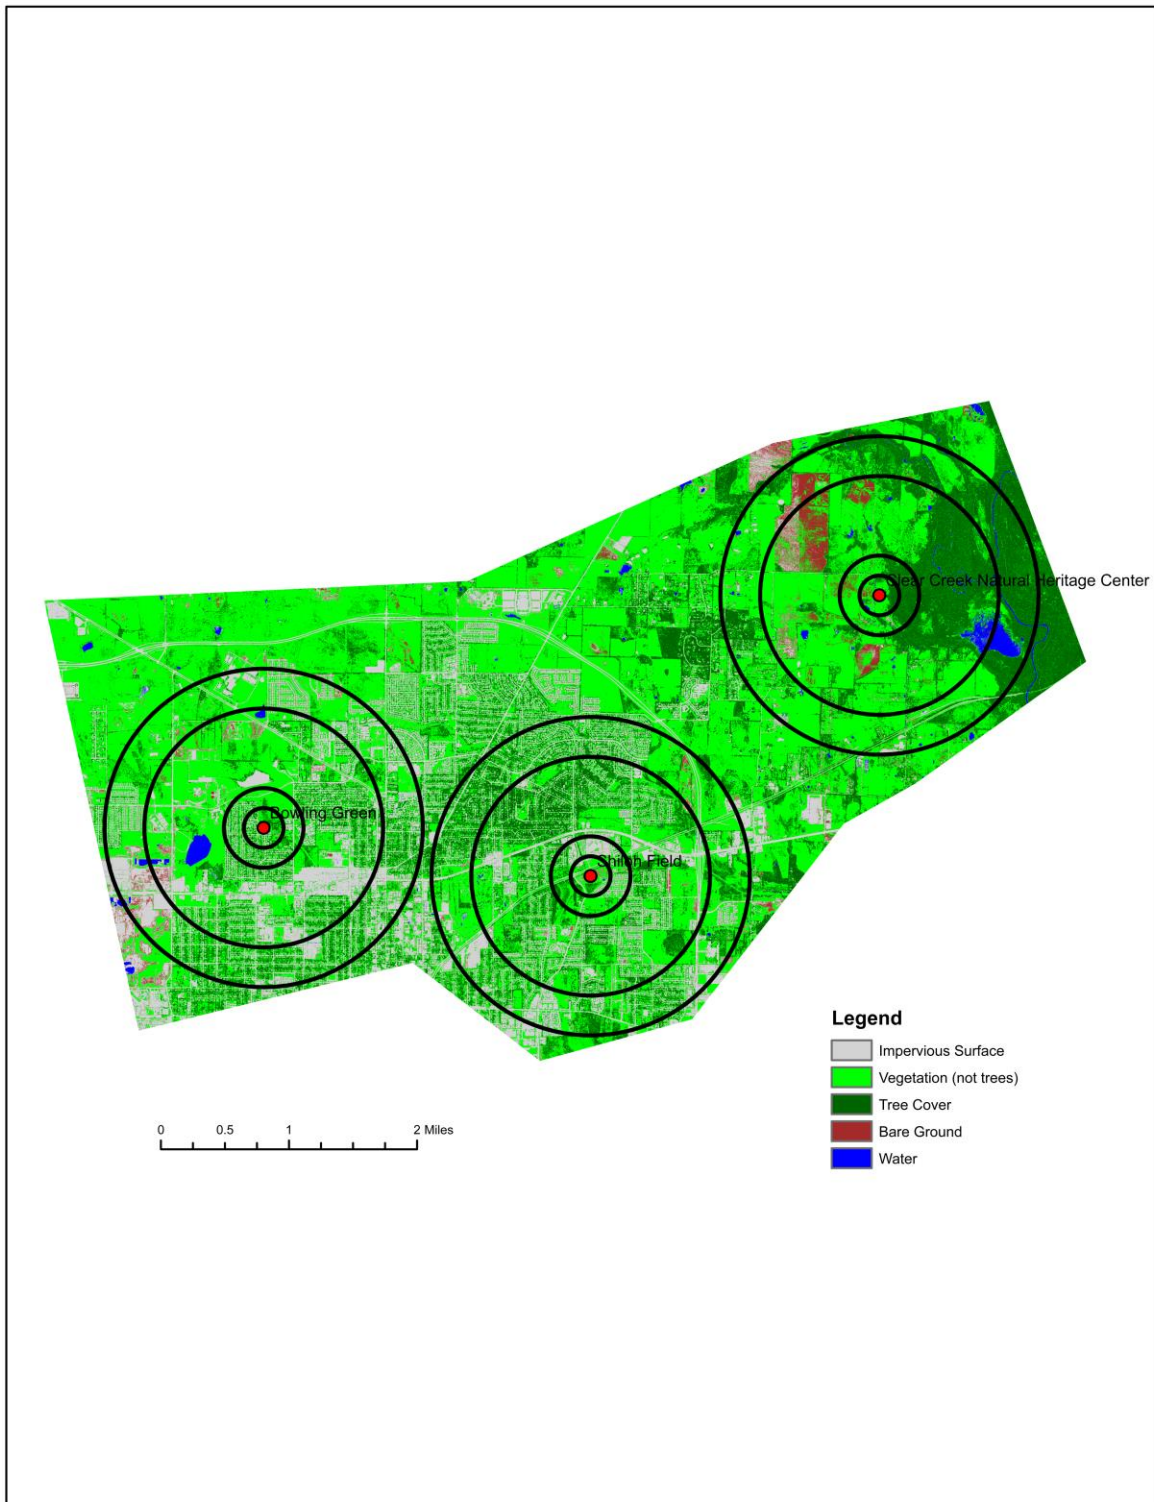 Clear Creek Natural Heritage Center
Bowling Green
Shiloh Field
Legend
Impervious Surface
Vegetation (not trees)
Tree Cover
Bare Ground
Water
0 0.5 1 2 Miles